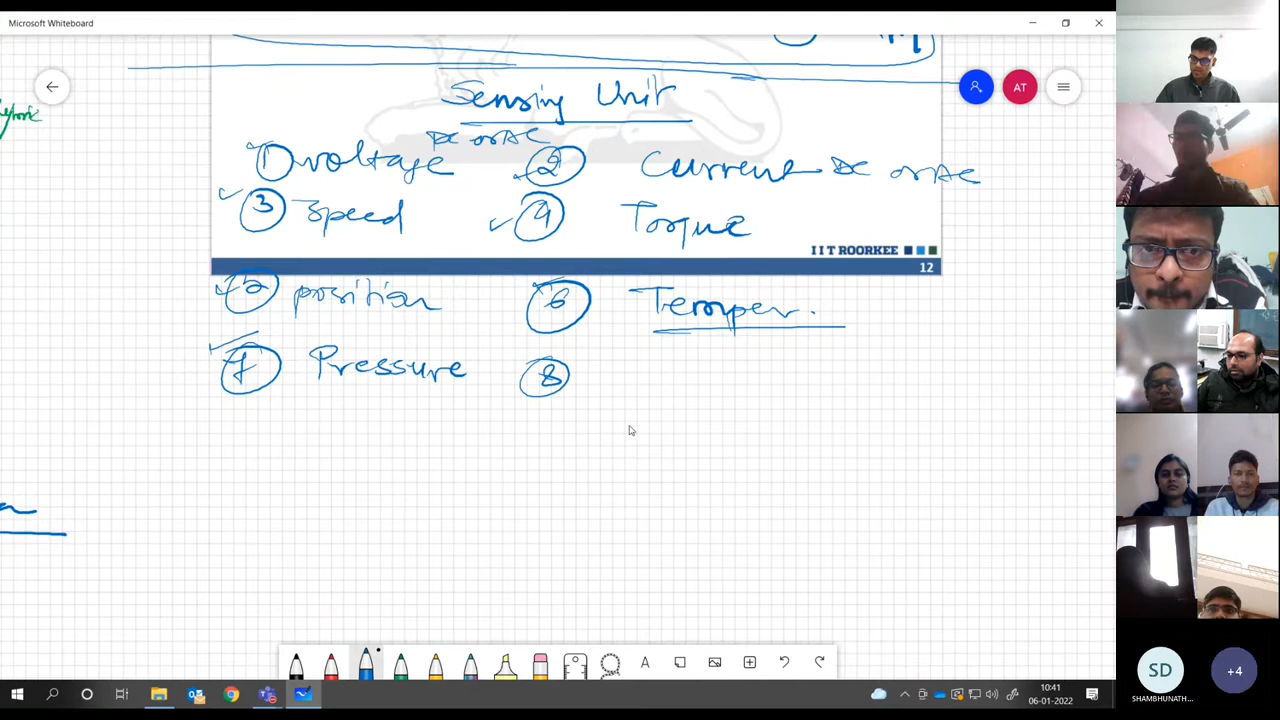 Microsoft Whiteboard
Sensing Unit
DC or AC
① voltage ② Current DC or AC
③ Speed ④ Torque
IIT ROORKEE
12
⑤ position ⑥ Temper.
⑦ Pressure ⑧
AT
A
SD
SHAMBHUNATH...
+4
10:41
06-01-2022